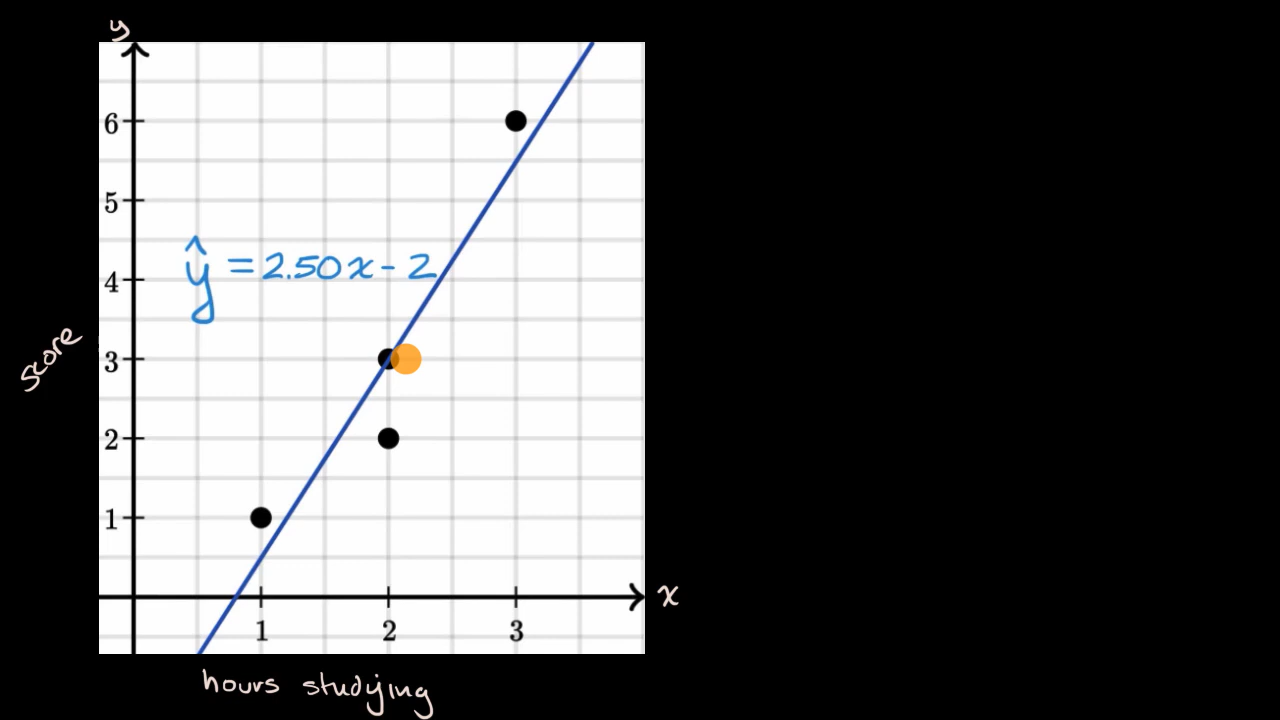 y
6
5
ŷ = 2.50x - 2
4
score
3
2
1
x
1 2 3
hours studying